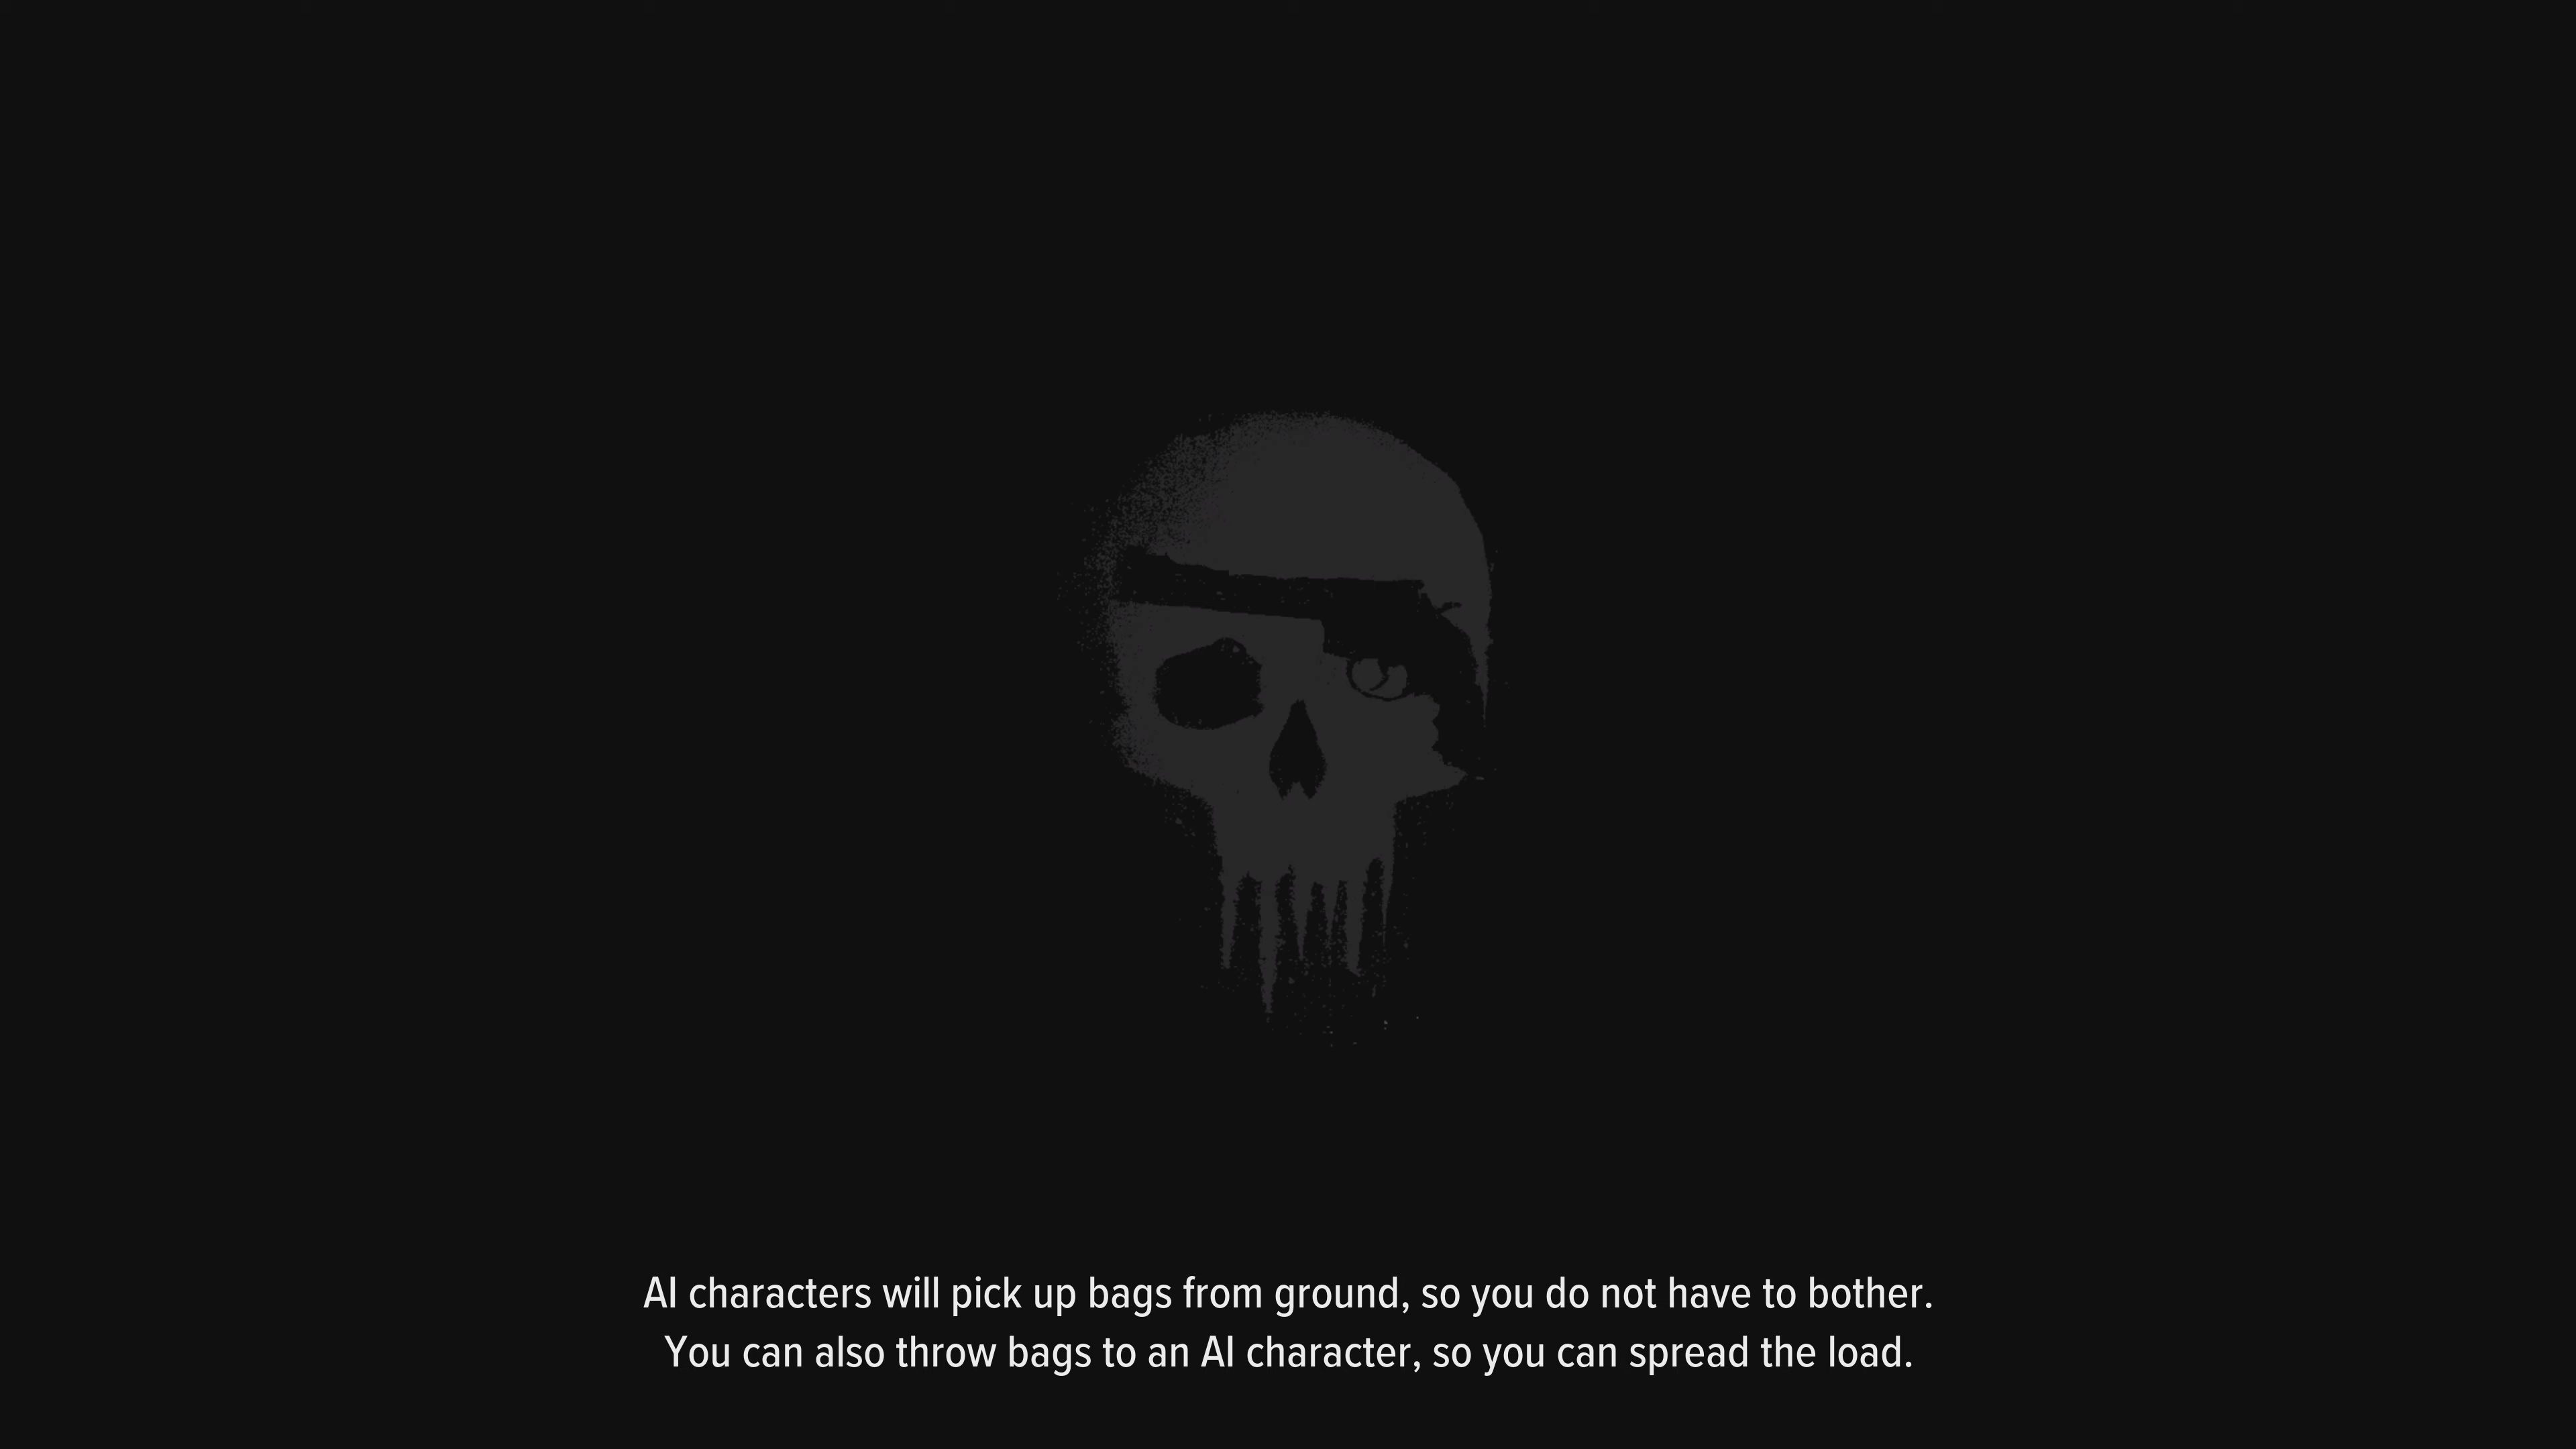 AI characters will pick up bags from ground, so you do not have to bother.
You can also throw bags to an AI character, so you can spread the load.